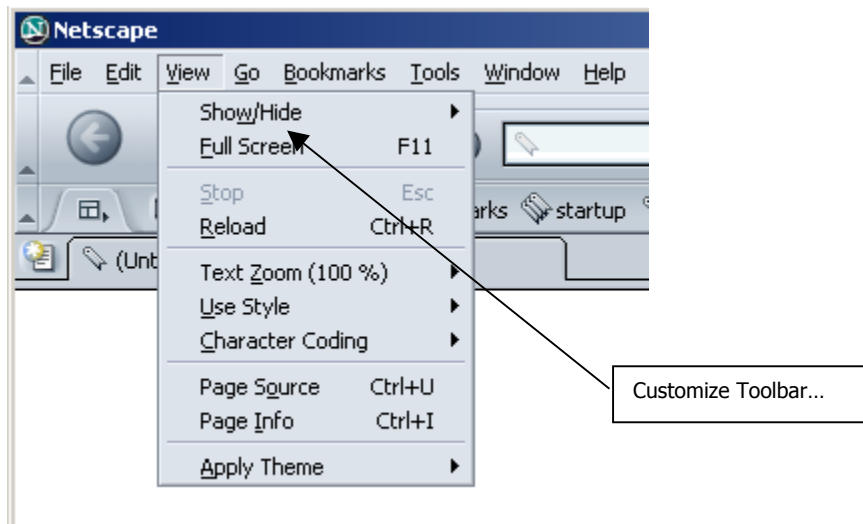 Netscape
File Edit View Go Bookmarks Tools Window Help
Show/Hide
Full Screen F11
Stop Esc
arks startup
Reload Ctrl+R
(Unt
Text Zoom (100 %)
Use Style
Character Coding
Page Source Ctrl+U
Customize Toolbar...
Page Info Ctrl+I
Apply Theme